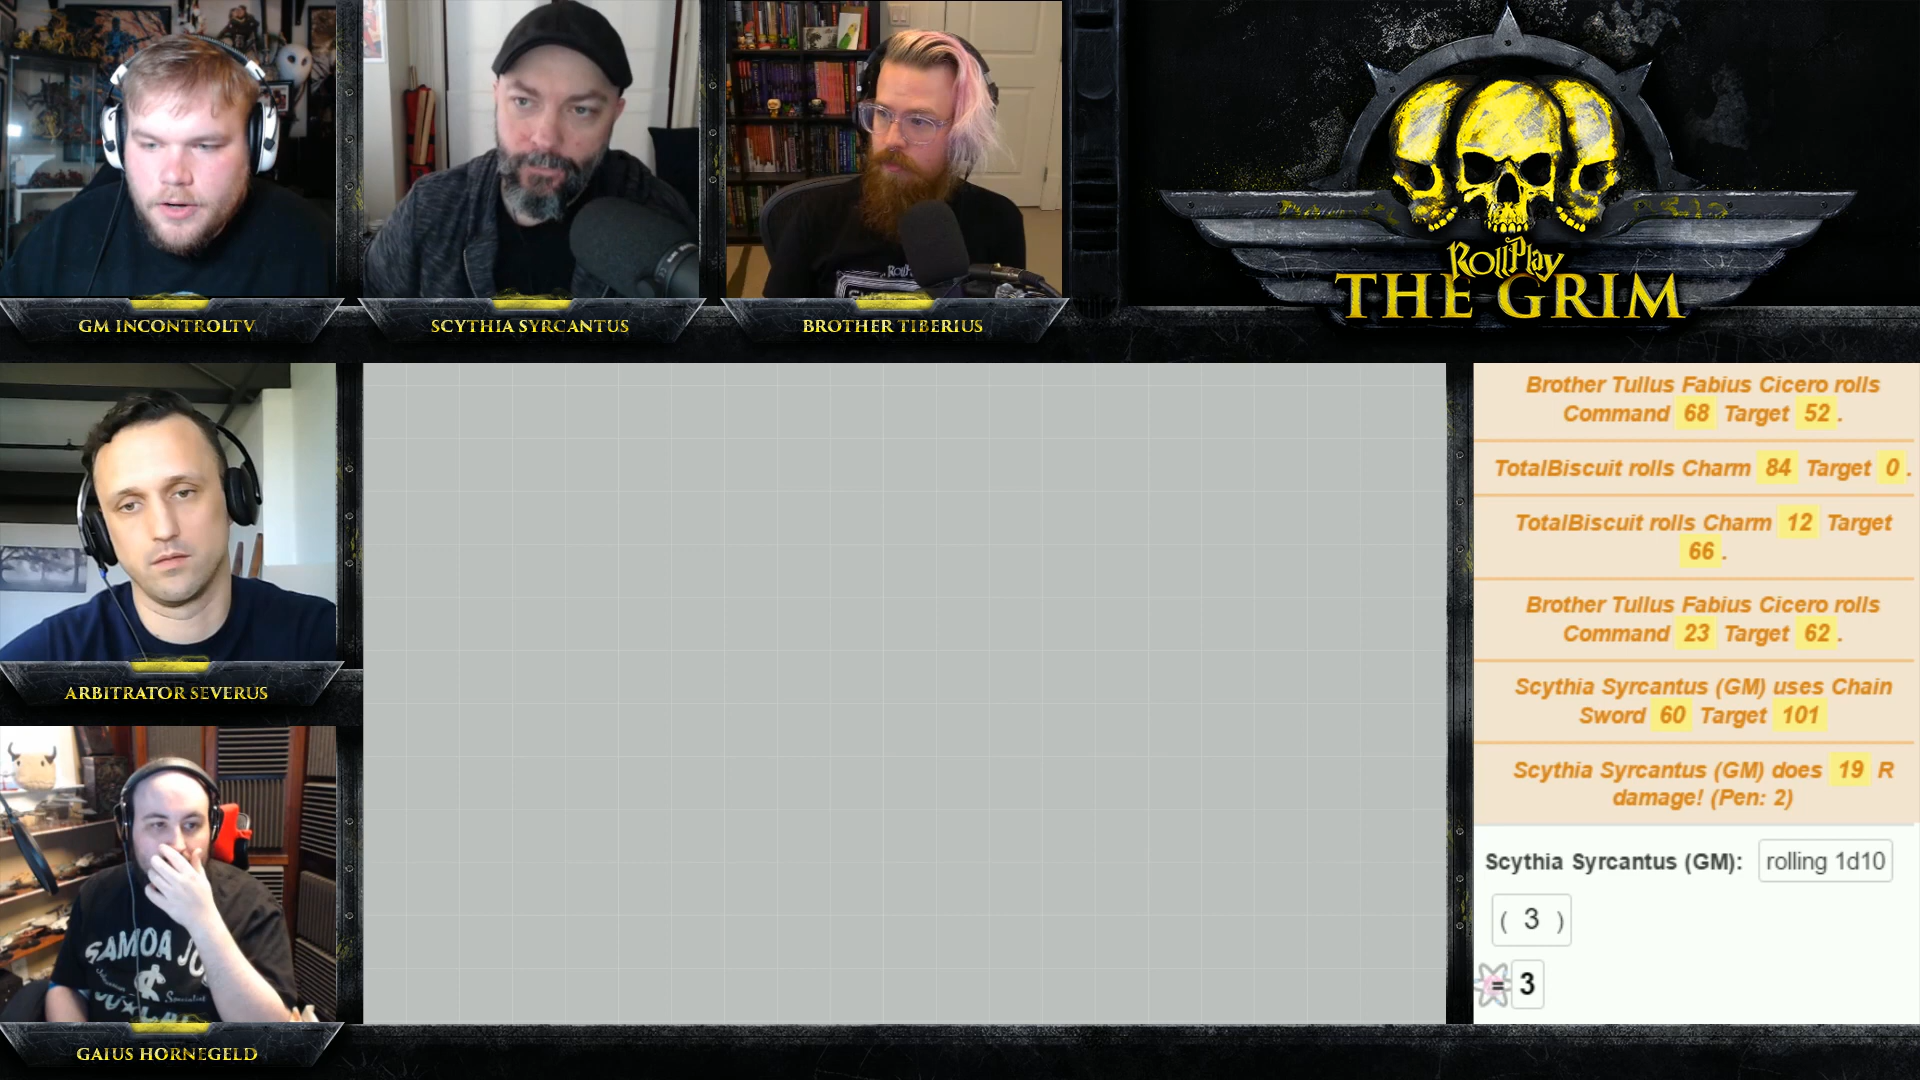 GM INCONTROLTV
SCYTHIA SYRCANTUS
BROTHER TIBERIUS
RollPlay
THE GRIM
ARBITRATOR SEVERUS
GAIUS HORNEGELD
SAMOA JO
Brother Tullus Fabius Cicero rolls
Command 68 Target 52 .
TotalBiscuit rolls Charm 84 Target 0 .
TotalBiscuit rolls Charm 12 Target
66 .
Brother Tullus Fabius Cicero rolls
Command 23 Target 62 .
Scythia Syrcantus (GM) uses Chain
Sword 60 Target 101
Scythia Syrcantus (GM) does 19 R
damage! (Pen: 2)
Scythia Syrcantus (GM): rolling 1d10
( 3 )
= 3